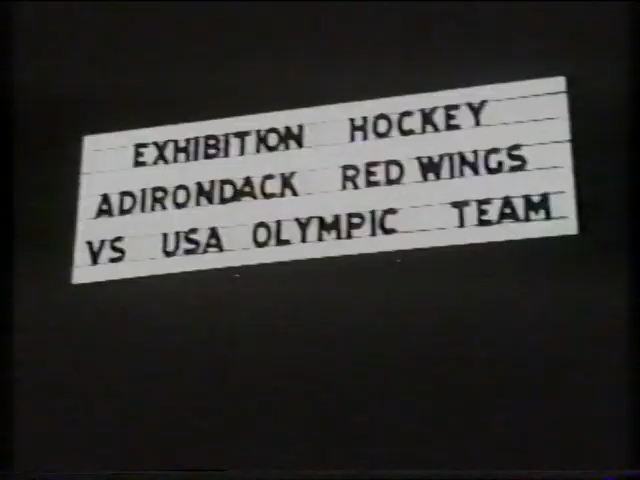 EXHIBITION HOCKEY
ADIRONDACK RED WINGS
VS USA OLYMPIC TEAM